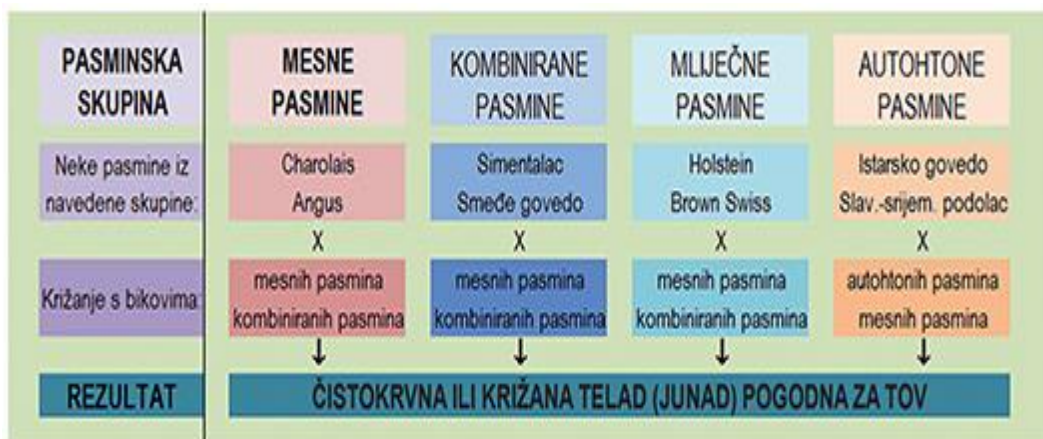 PASMINSKA
SKUPINA
MESNE
PASMINE
KOMBINIRANE
PASMINE
MLIJEČNE
PASMINE
AUTOHTONE
PASMINE
Neke pasmine iz
navedene skupine:
Charolais
Angus
Simentalac
Smeđe govedo
Holstein
Brown Swiss
Istarsko govedo
Slav.-srijem. podolac
X
X
X
X
Križanje s bikovima:
mesnih pasmina
kombiniranih pasmina
mesnih pasmina
kombiniranih pasmina
mesnih pasmina
kombiniranih pasmina
autohtonih pasmina
mesnih pasmina
REZULTAT
ČISTOKRVNA ILI KRIŽANA TELAD (JUNAD) POGODNA ZA TOV